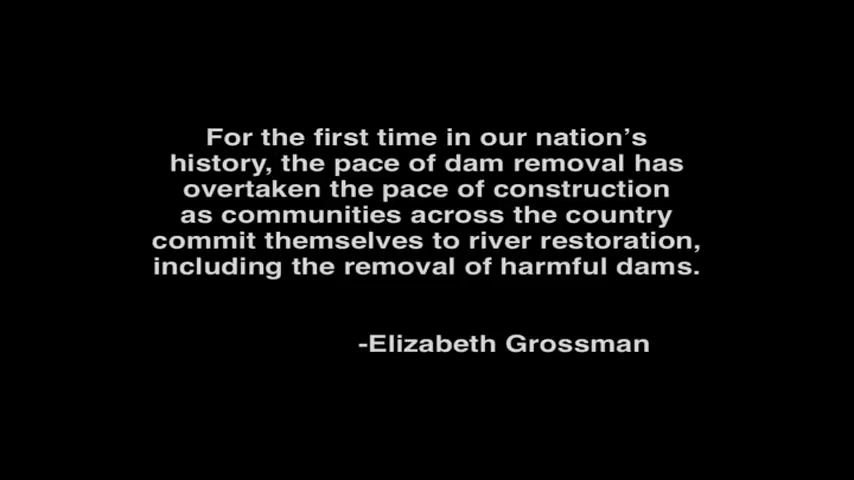 For the first time in our nation’s
history, the pace of dam removal has
overtaken the pace of construction
as communities across the country
commit themselves to river restoration,
including the removal of harmful dams.
-Elizabeth Grossman